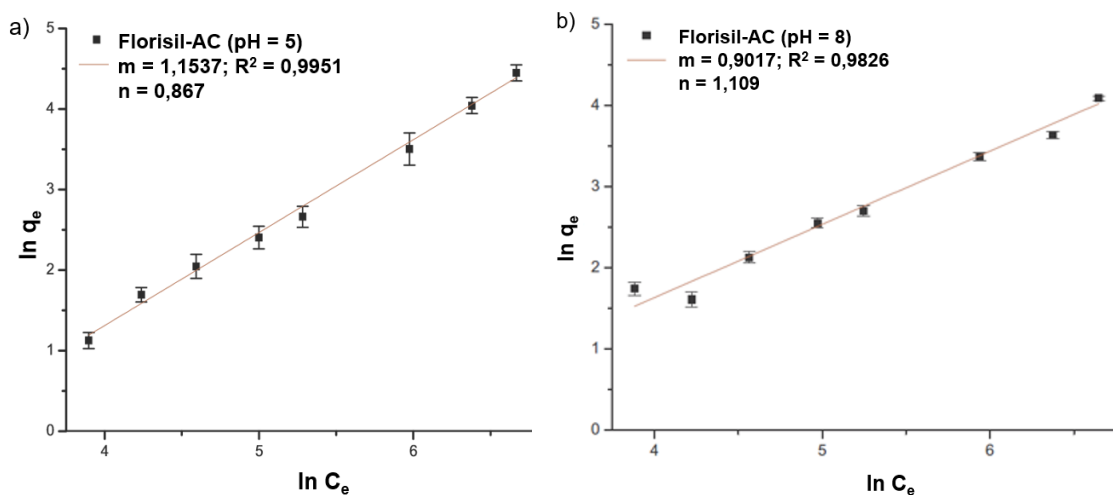 a)
Florisil-AC (pH = 5)
m = 1,1537; R² = 0,9951
n = 0,867
5
4
3
2
1
0
ln qₑ
4
5
6
ln Cₑ
b)
Florisil-AC (pH = 8)
m = 0,9017; R² = 0,9826
n = 1,109
5
4
3
2
1
0
ln qₑ
4
5
6
ln Cₑ